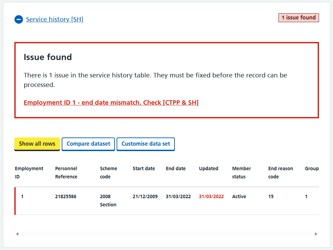 Service history [SH]
1 issue found
Issue found
There is 1 issue in the service history table. They must be fixed before the record can be
processed.
Employment ID 1 - end date mismatch, Check [CTPP & SH]
Show all rows
Compare dataset
Customise data set
Employment ID
Personnel Reference
Scheme code
Start date
End date
Updated
Member status
End reason code
Group
1
21823586
2008 Section
21/12/2009
31/03/2022
31/03/2022
Active
15
1